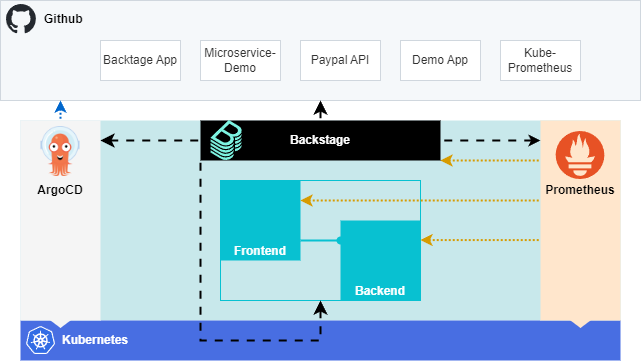 Github
Backtage App
Microservice-
Demo
Paypal API
Demo App
Kube-
Prometheus
Backstage
ArgoCD
Prometheus
Frontend
Backend
Kubernetes